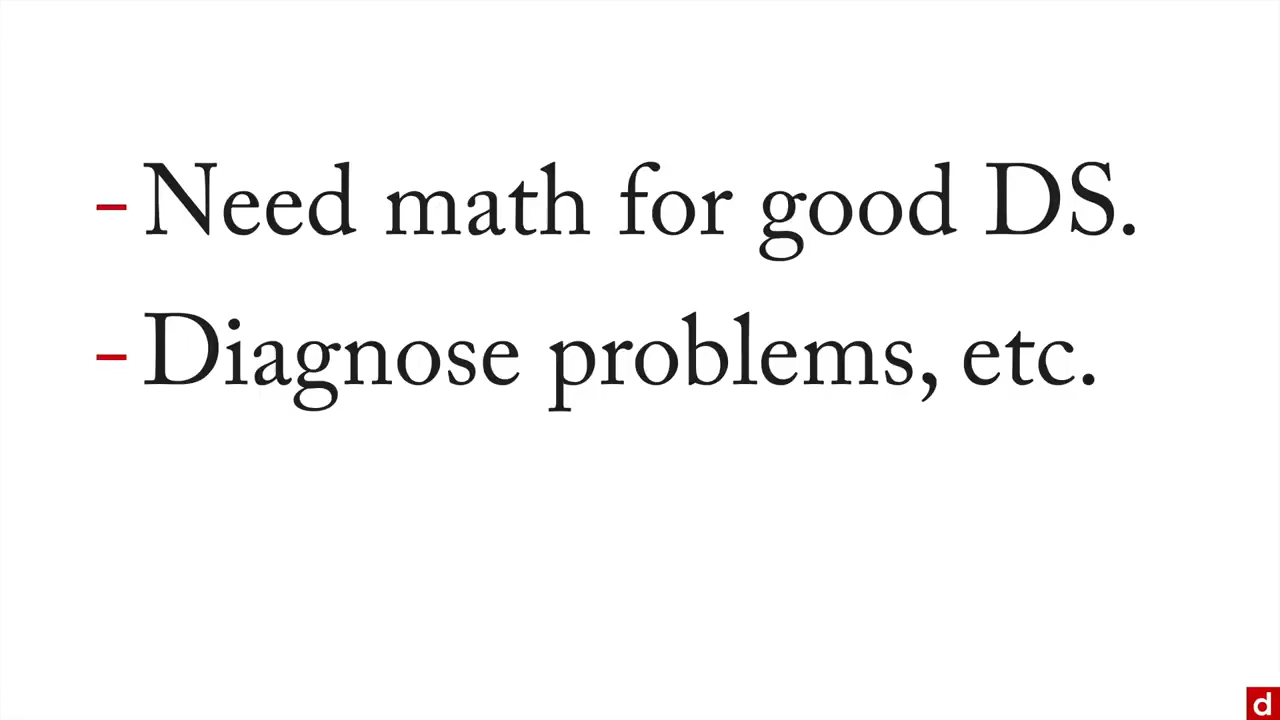 - Need math for good DS.
- Diagnose problems, etc.
d